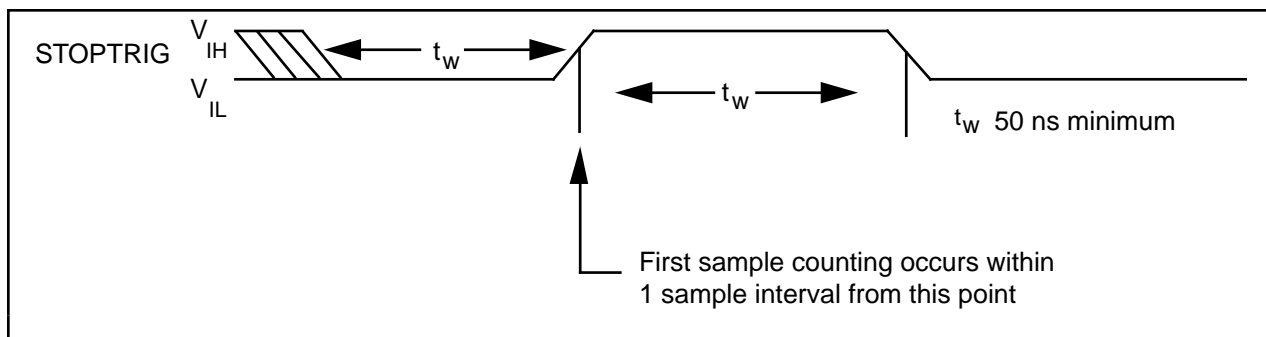 STOPTRIG
V IH
V IL
t w
t w
t w 50 ns minimum
First sample counting occurs within
1 sample interval from this point